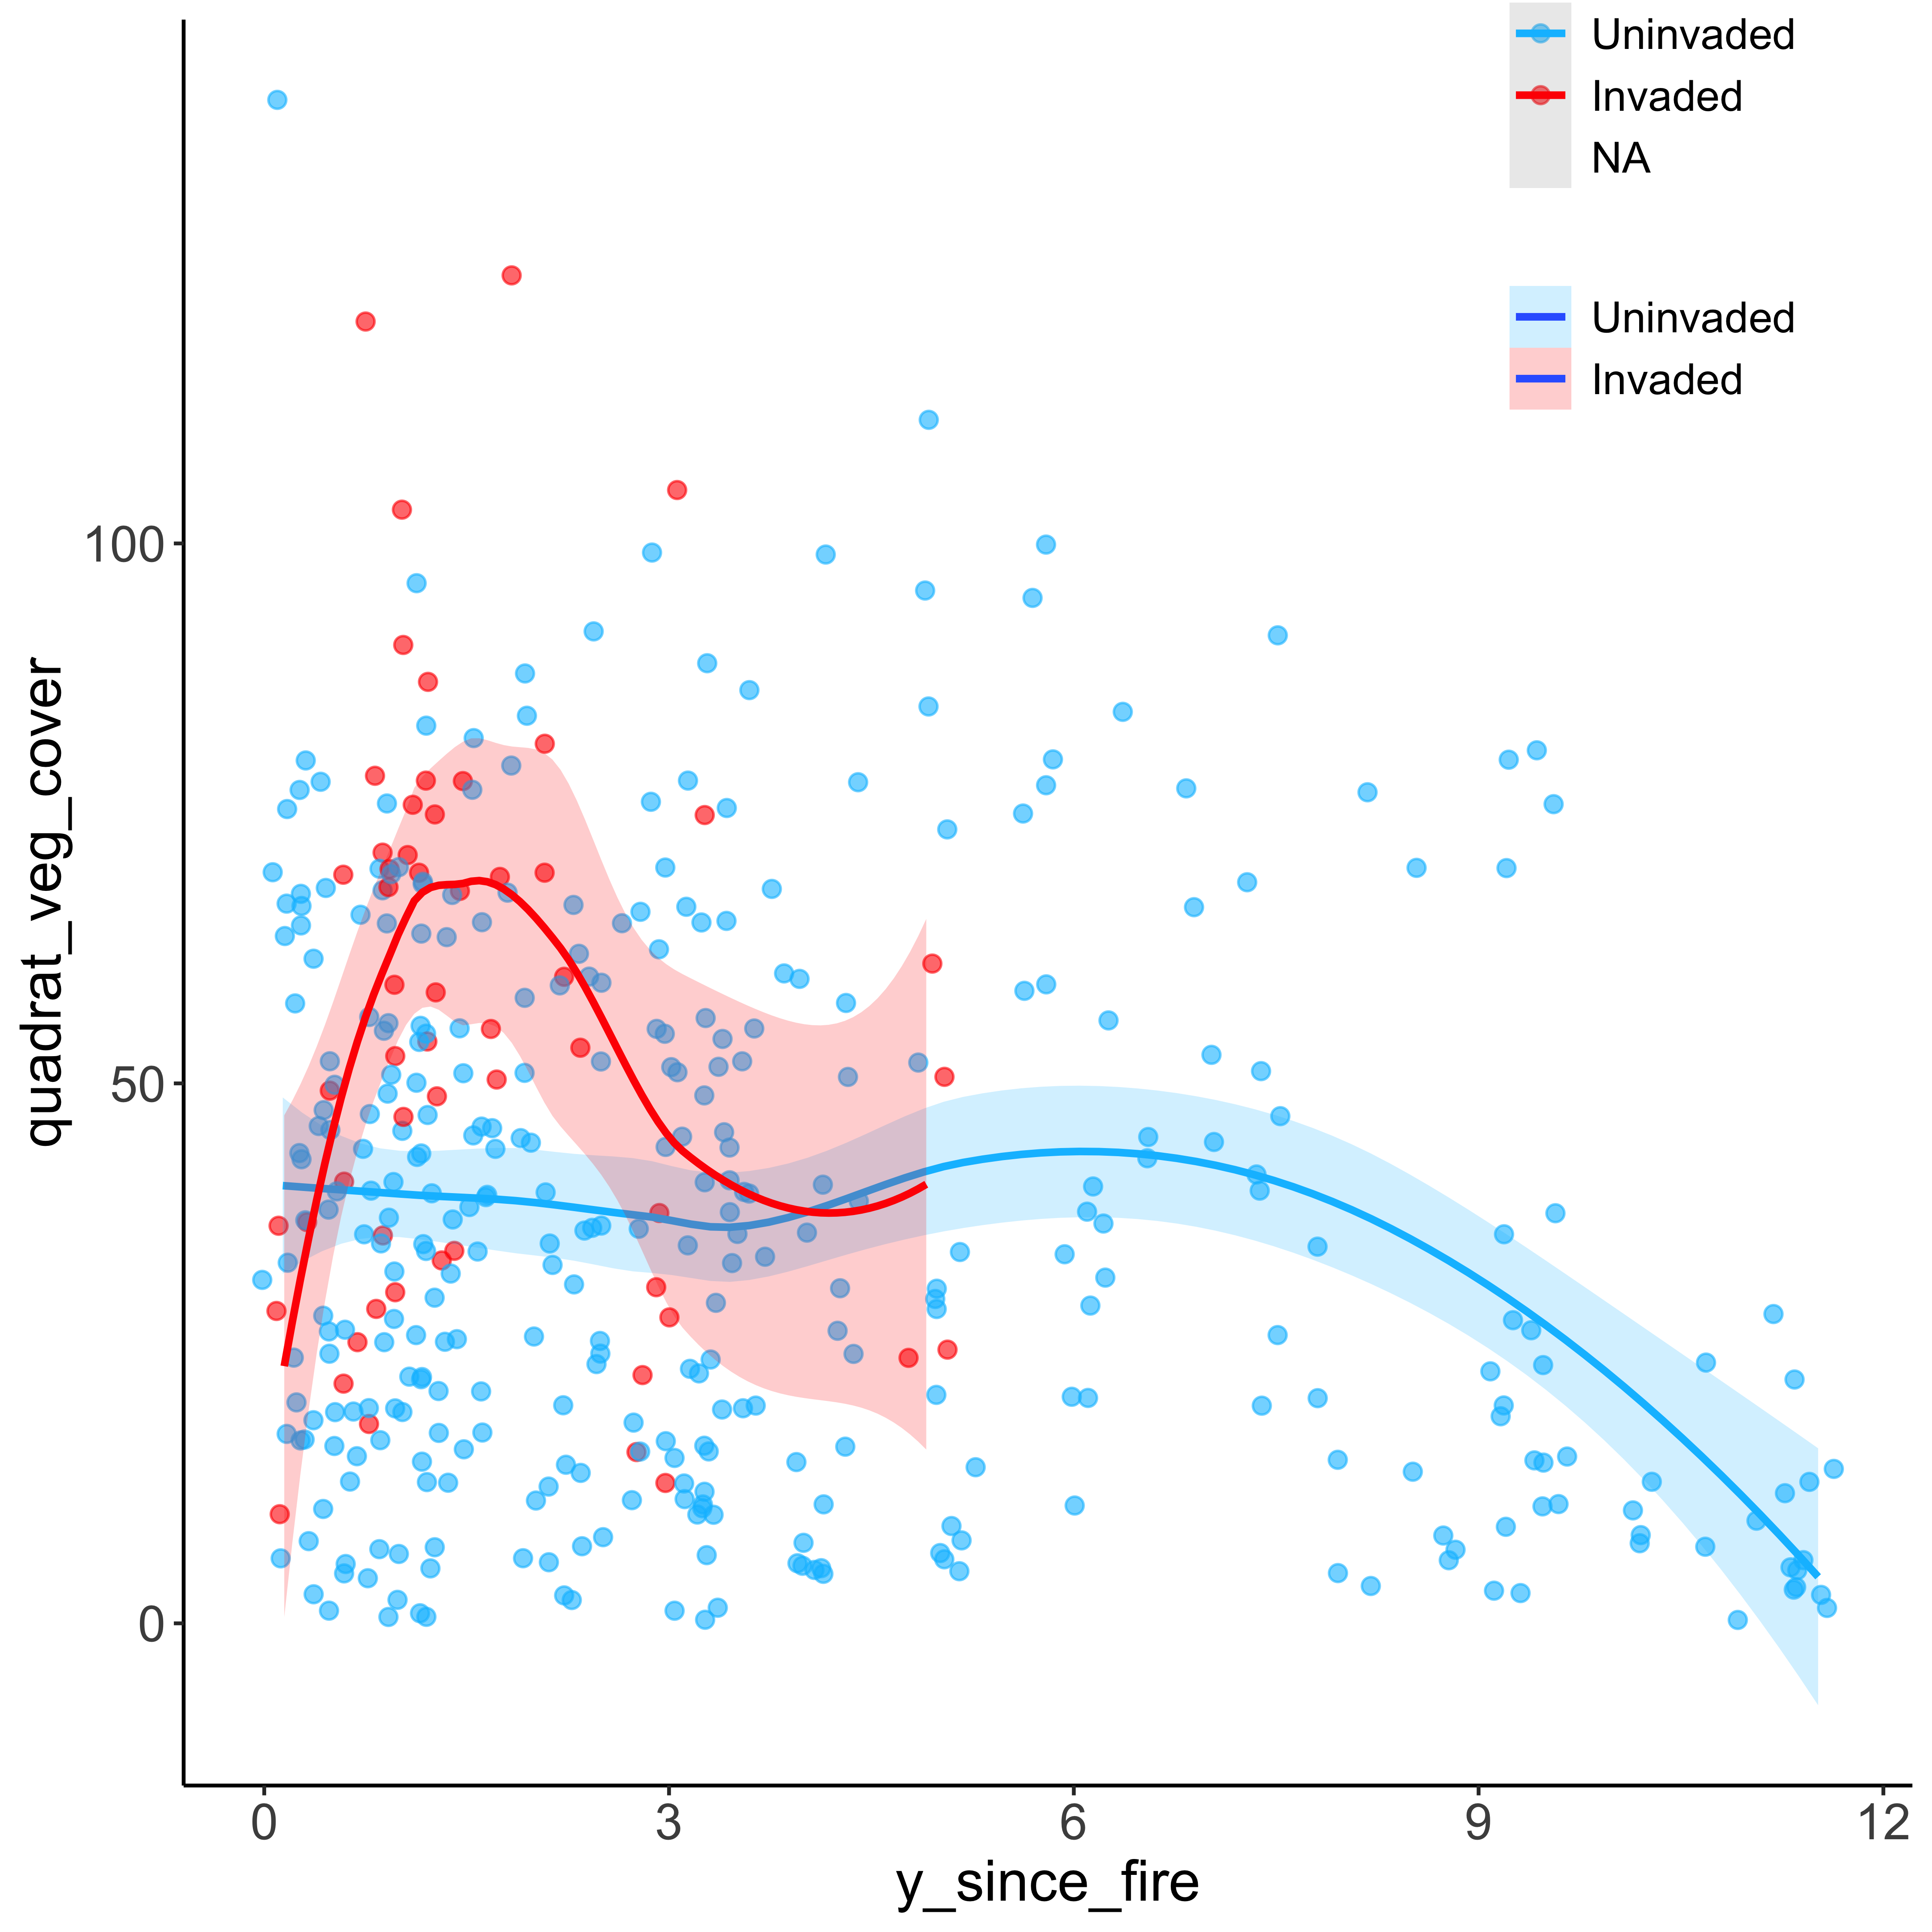 Uninvaded
Invaded
NA
Uninvaded
Invaded
quadrat_veg_cover
100
50
0
0 3 6 9 12
y_since_fire